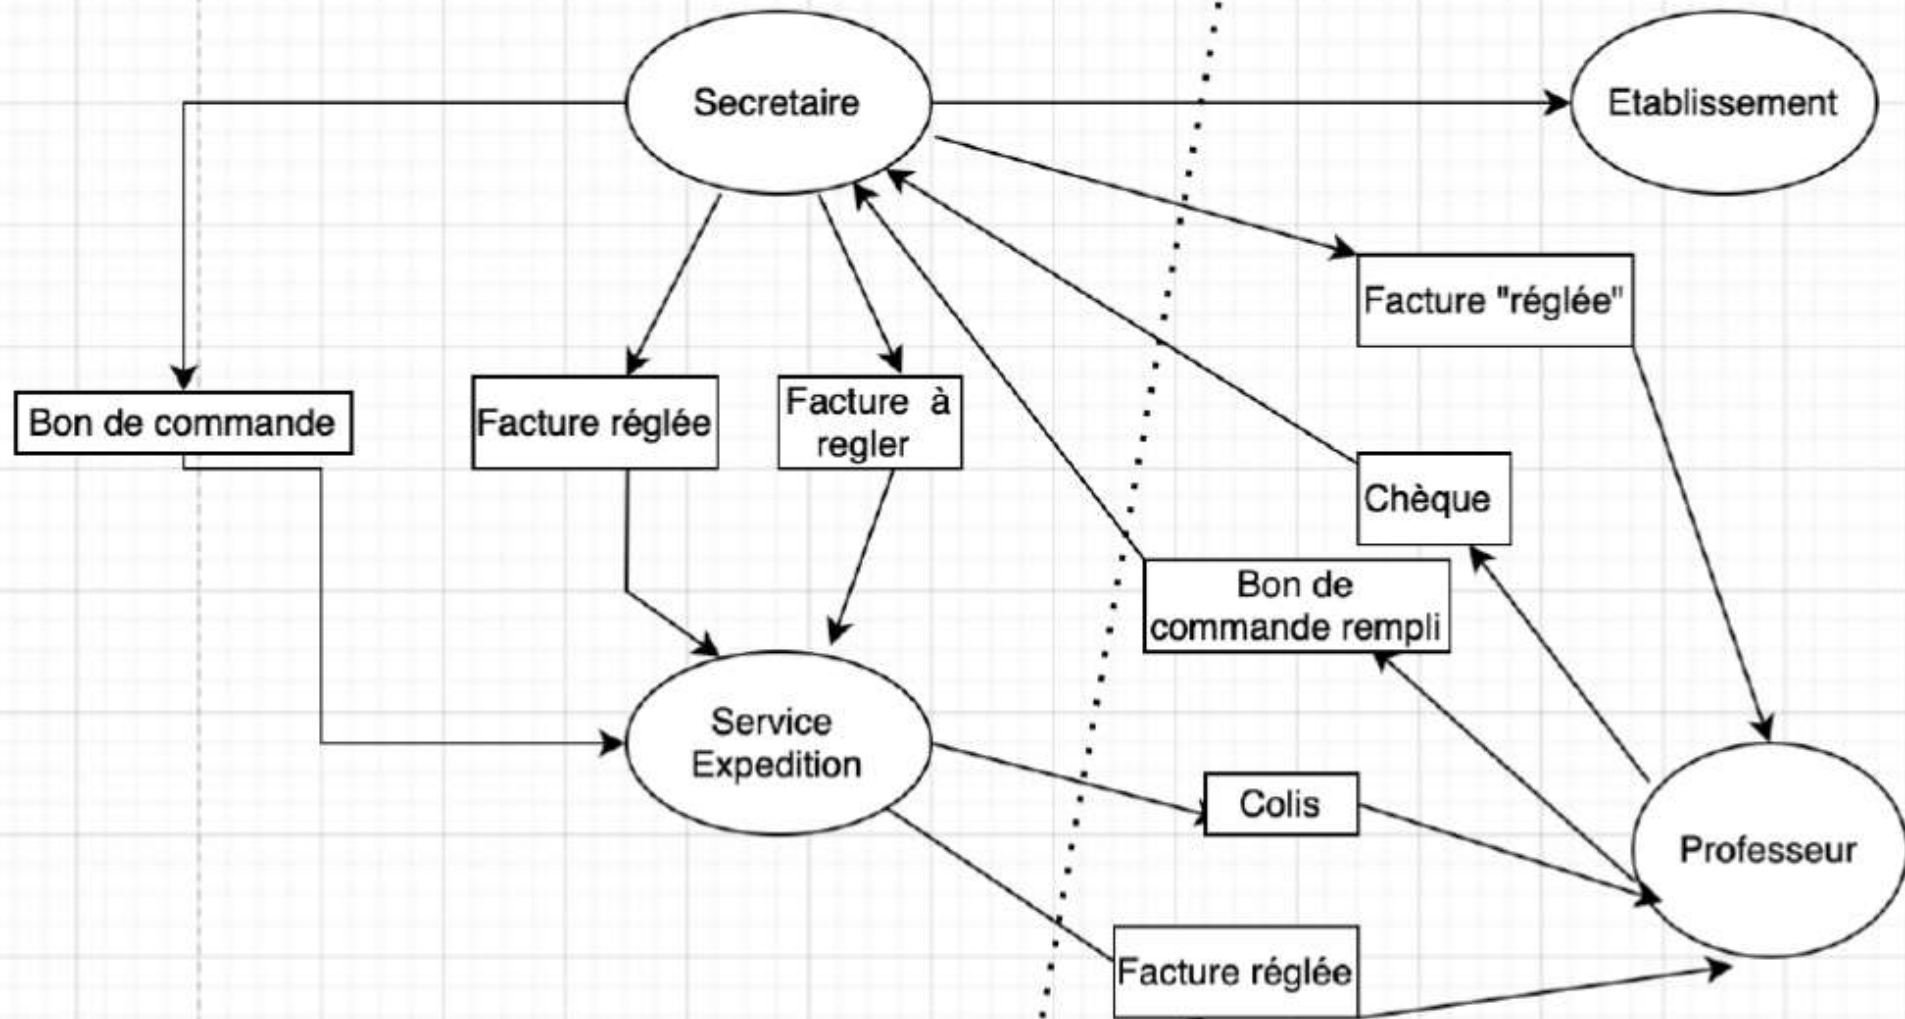 Secretaire
Etablissement
Facture "réglée"
Bon de commande
Facture réglée
Facture à
regler
Chèque
Bon de
commande rempli
Service
Expedition
Colis
Professeur
Facture réglée